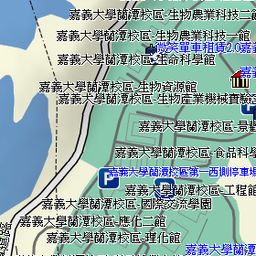 嘉義大學蘭潭校區-生物農業科技二館
嘉義大學蘭潭校區-生物農業科技一館
微笑單車租賃2.0嘉
嘉義大學蘭潭校區-生命科學館
嘉義大學蘭潭校區-生物資源館
嘉義大學蘭潭校區-生物產業機械實驗
嘉義大學蘭潭校區-景觀
嘉義大學蘭潭校區-食品科學
嘉義大學蘭潭校區第一西側停車場
嘉義大學蘭潭校區-工程館
嘉義大學蘭潭校區-國際交流學園
嘉義大學蘭潭校區-應化二館
嘉義大學蘭潭校區-理化館
嘉義大學蘭